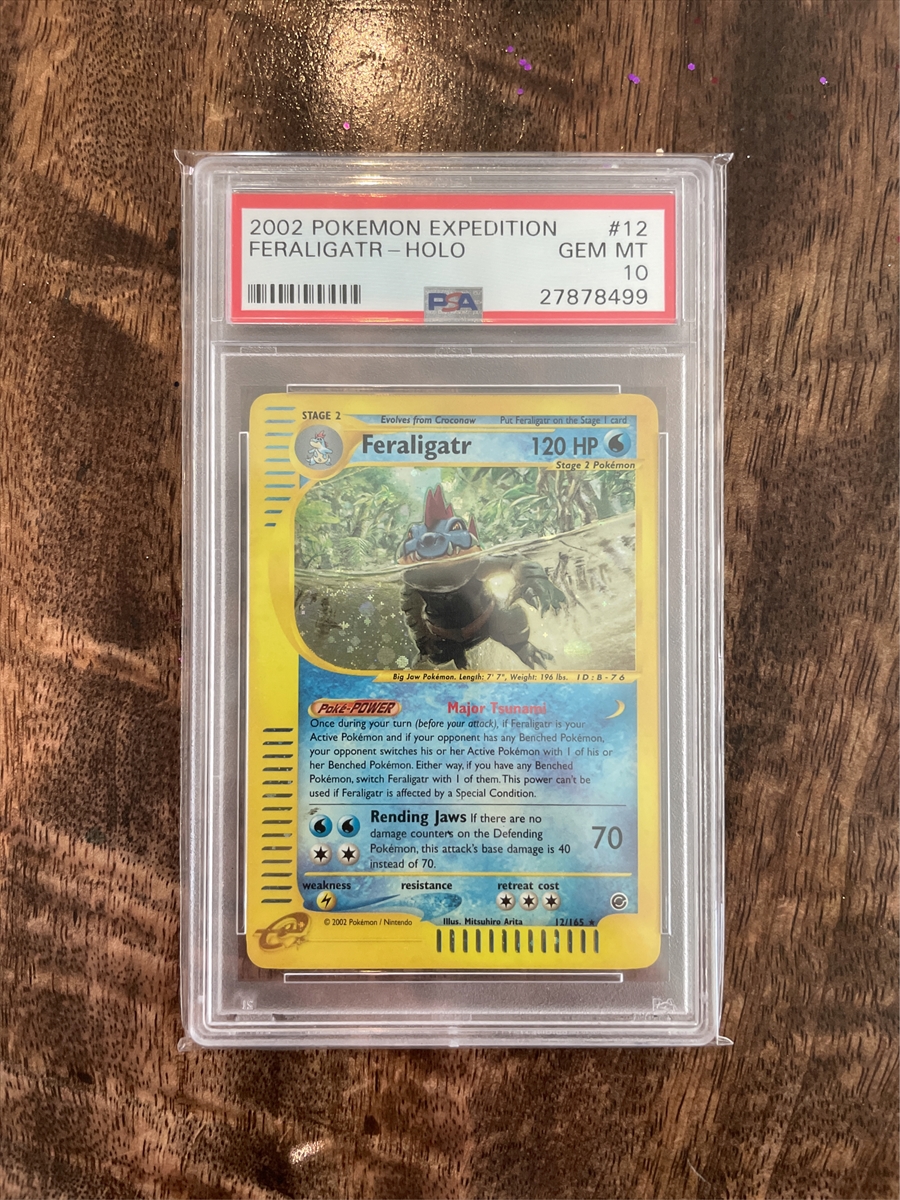 2002 POKEMON EXPEDITION #12
FERALIGATR - HOLO GEM MT
10
PSA 27878499
STAGE 2 Evolves from Croconaw Put Feraligatr on the Stage 1 card
Feraligatr 120 HP
Stage 2 Pokémon
Big Jaw Pokémon. Length: 7' 7", Weight: 196 lbs. ID:B-76
Poké-POWER Major Tsunami
Once during your turn (before your attack), if Feraligatr is your
Active Pokémon and if your opponent has any Benched Pokémon,
your opponent switches his or her Active Pokémon with 1 of his or
her Benched Pokémon. Either way, if you have any Benched
Pokémon, switch Feraligatr with 1 of them. This power can't be
used if Feraligatr is affected by a Special Condition.
Rending Jaws If there are no
damage counters on the Defending
Pokémon, this attack's base damage is 40
instead of 70.
70
weakness resistance retreat cost
© 2002 Pokémon / Nintendo Illus. Mitsuhiro Arita 12/165 ★